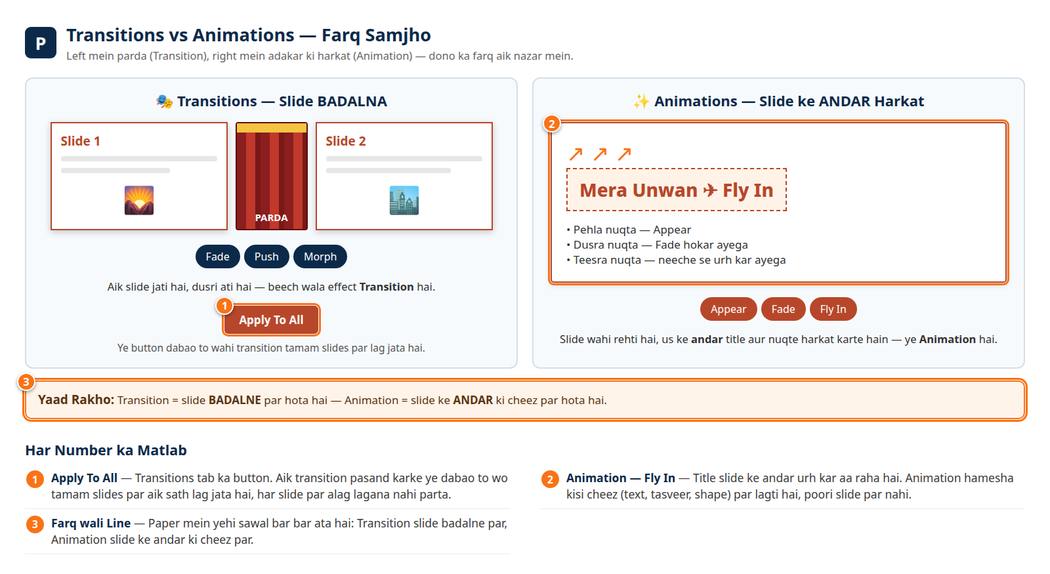 P
Transitions vs Animations — Farq Samjho
Left mein parda (Transition), right mein adakar ki harkat (Animation) — dono ka farq aik nazar mein.
🎭 Transitions — Slide BADALNA
Slide 1
PARDA
Slide 2
Fade
Push
Morph
Aik slide jati hai, dusri ati hai — beech wala effect Transition hai.
1
Apply To All
Ye button dabao to wahi transition tamam slides par lag jata hai.
✨ Animations — Slide ke ANDAR Harkat
2
↗ ↗ ↗
Mera Unwan ✈ Fly In
• Pehla nuqta — Appear
• Dusra nuqta — Fade hokar ayega
• Teesra nuqta — neeche se urh kar ayega
Appear
Fade
Fly In
Slide wahi rehti hai, us ke andar title aur nuqte harkat karte hain — ye Animation hai.
3
Yaad Rakho: Transition = slide BADALNE par hota hai — Animation = slide ke ANDAR ki cheez par hota hai.
Har Number ka Matlab
1 Apply To All — Transitions tab ka button. Aik transition pasand karke ye dabao to wo
tamam slides par aik sath lag jata hai, har slide par alag lagana nahi parta.
2 Animation — Fly In — Title slide ke andar urh kar aa raha hai. Animation hamesha
kisi cheez (text, tasveer, shape) par lagti hai, poori slide par nahi.
3 Farq wali Line — Paper mein yehi sawal bar bar ata hai: Transition slide badalne par,
Animation slide ke andar ki cheez par.